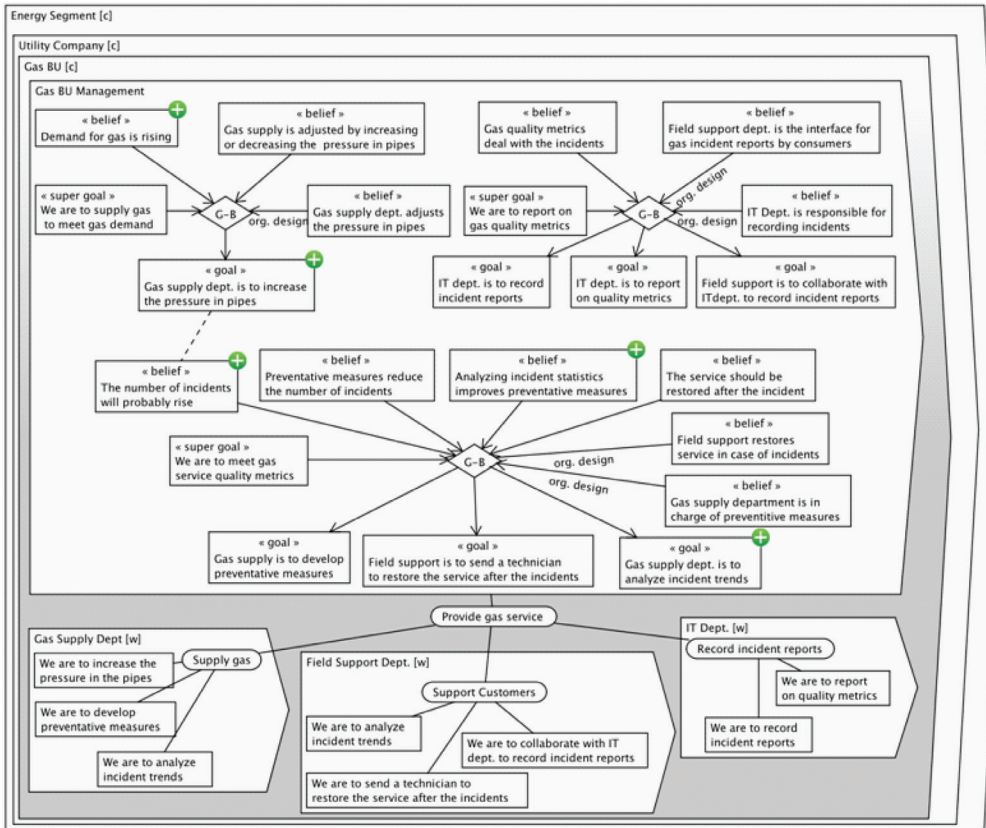 Energy Segment [c]
Utility Company [c]
Gas BU [c]
Gas BU Management
« belief »
Demand for gas is rising
« belief »
Gas supply is adjusted by increasing
or decreasing the pressure in pipes
« belief »
Gas quality metrics
deal with the incidents
« belief »
Field support dept. is the interface for
gas incident reports by consumers
« super goal »
We are to supply gas
to meet gas demand
G-B
org. design
« belief »
Gas supply dept. adjusts
the pressure in pipes
« super goal »
We are to report on
gas quality metrics
G-B
org. design
org. design
« belief »
IT Dept. is responsible for
recording incidents
« goal »
Gas supply dept. is to increase
the pressure in pipes
« goal »
IT dept. is to record
incident reports
« goal »
IT dept. is to report
on quality metrics
« goal »
Field support is to collaborate with
ITdept. to record incident reports
« belief »
The number of incidents
will probably rise
« belief »
Preventative measures reduce
the number of incidents
« belief »
Analyzing incident statistics
improves preventative measures
« belief »
The service should be
restored after the incident
« super goal »
We are to meet gas
service quality metrics
G-B
org. design
org. design
« belief »
Field support restores
service in case of incidents
« belief »
Gas supply department is in
charge of preventitive measures
« goal »
Gas supply is to develop
preventative measures
« goal »
Field support is to send a technician
to restore the service after the incidents
« goal »
Gas supply dept. is to
analyze incident trends
Provide gas service
Gas Supply Dept [w]
Supply gas
We are to increase the
pressure in the pipes
We are to develop
preventative measures
We are to analyze
incident trends
Field Support Dept. [w]
Support Customers
We are to analyze
incident trends
We are to collaborate with IT
dept. to record incident reports
We are to send a technician to
restore the service after the incidents
IT Dept. [w]
Record incident reports
We are to report
on quality metrics
We are to record
incident reports